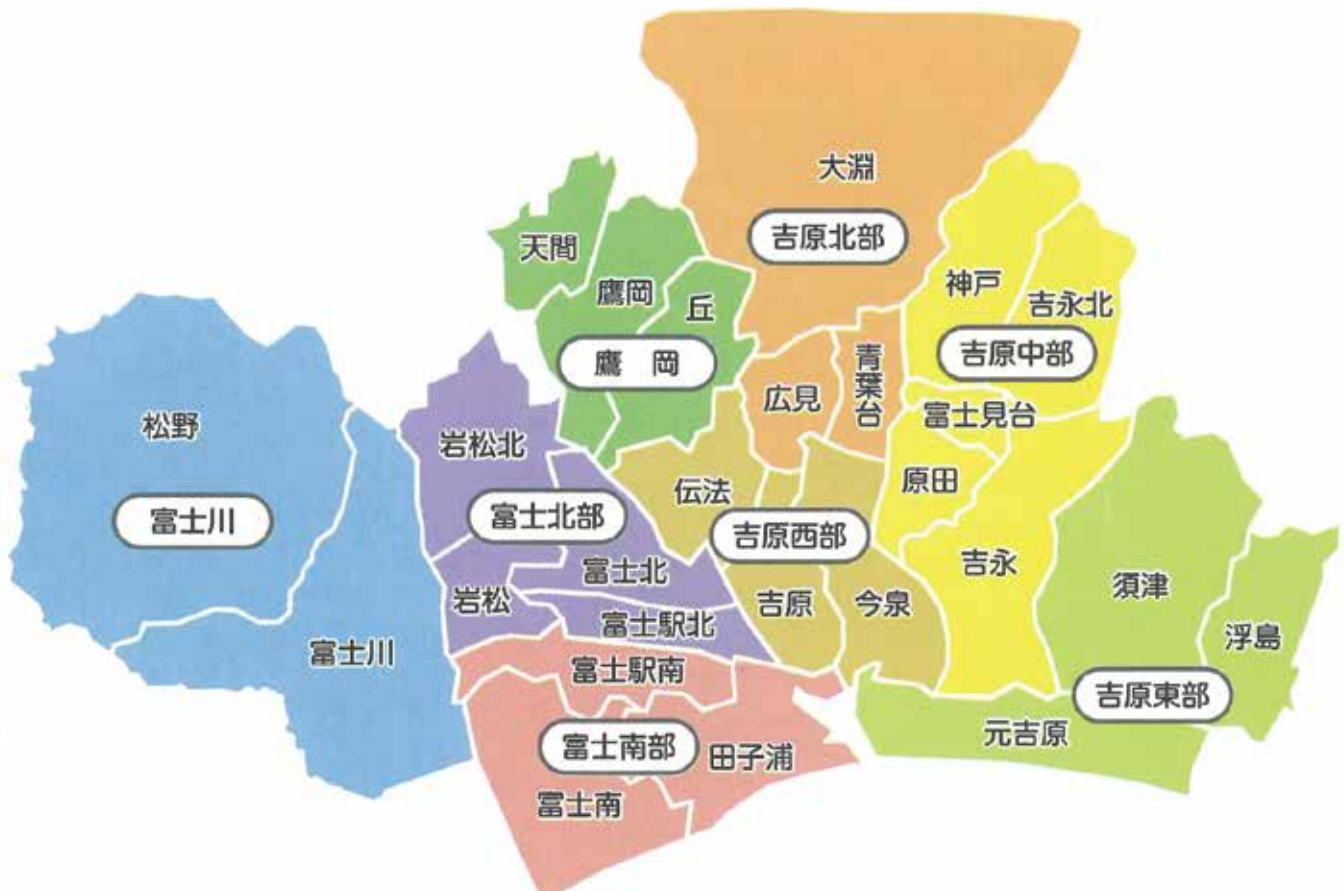 大淵
吉原北部
天間
鷹岡
丘
鷹 岡
神戸
吉永北
吉原中部
広見
青葉台
富士見台
原田
吉永
松野
富士川
富士川
岩松北
富士北部
岩松
富士北
富士駅北
伝法
吉原西部
吉原
今泉
須津
浮島
吉原東部
元吉原
富士駅南
富士南部
田子浦
富士南